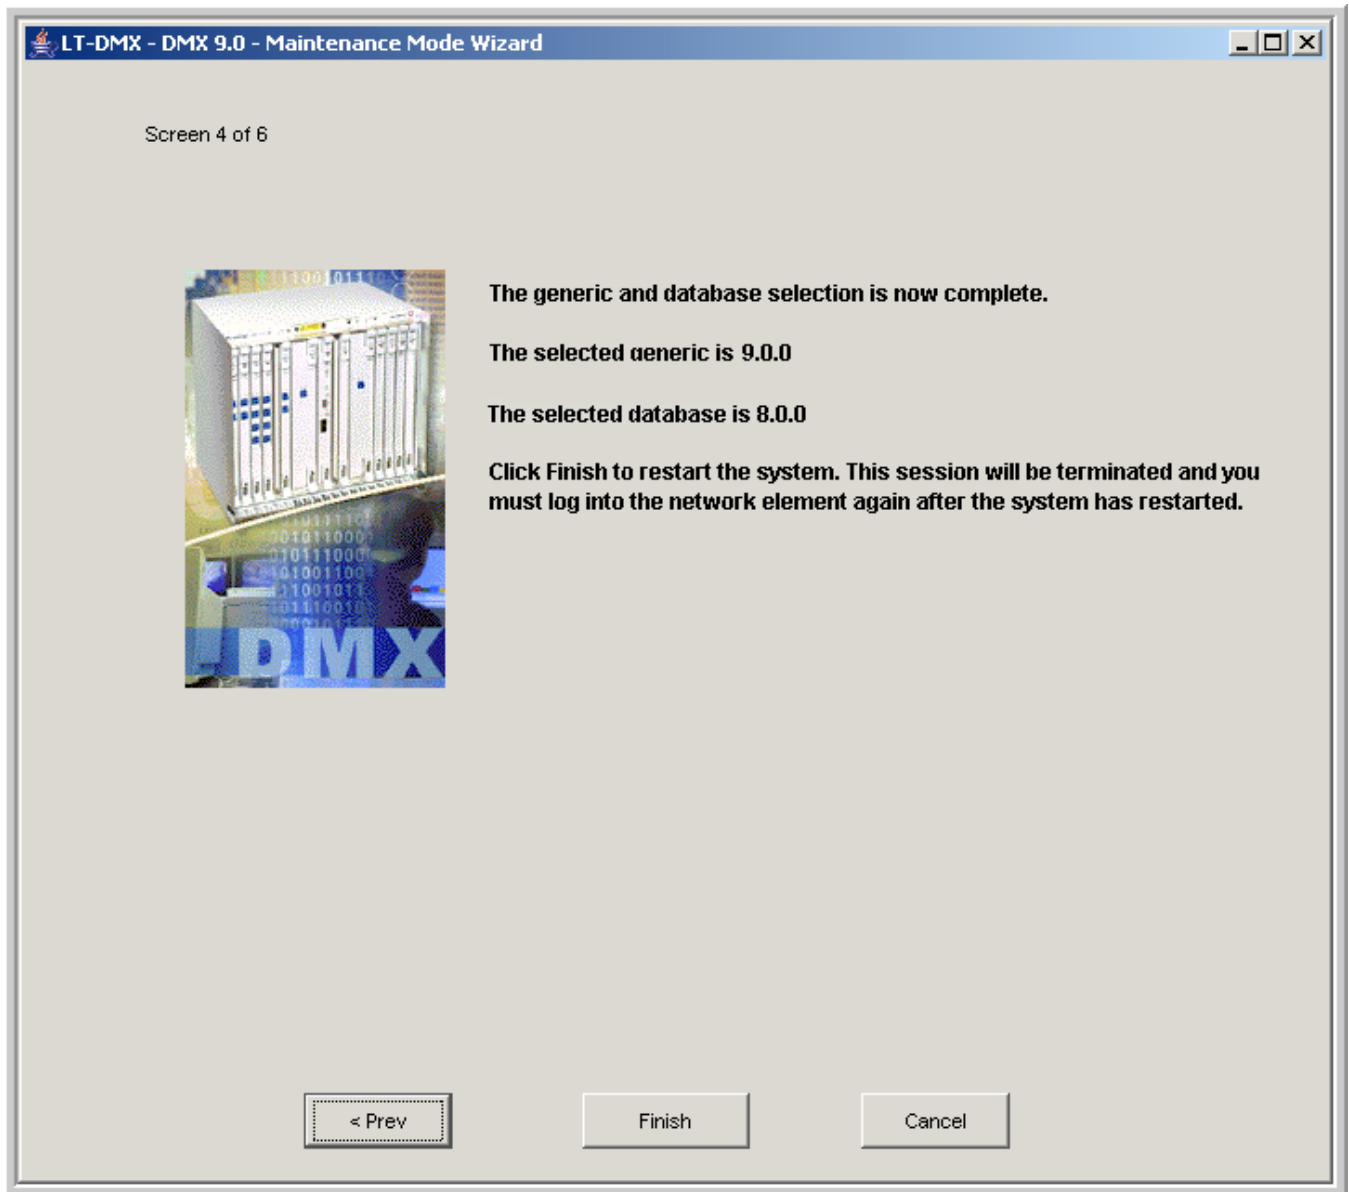 LT-DMX - DMX 9.0 - Maintenance Mode Wizard
Screen 4 of 6
The generic and database selection is now complete.
The selected generic is 9.0.0
The selected database is 8.0.0
Click Finish to restart the system. This session will be terminated and you
must log into the network element again after the system has restarted.
DMX
< Prev
Finish
Cancel